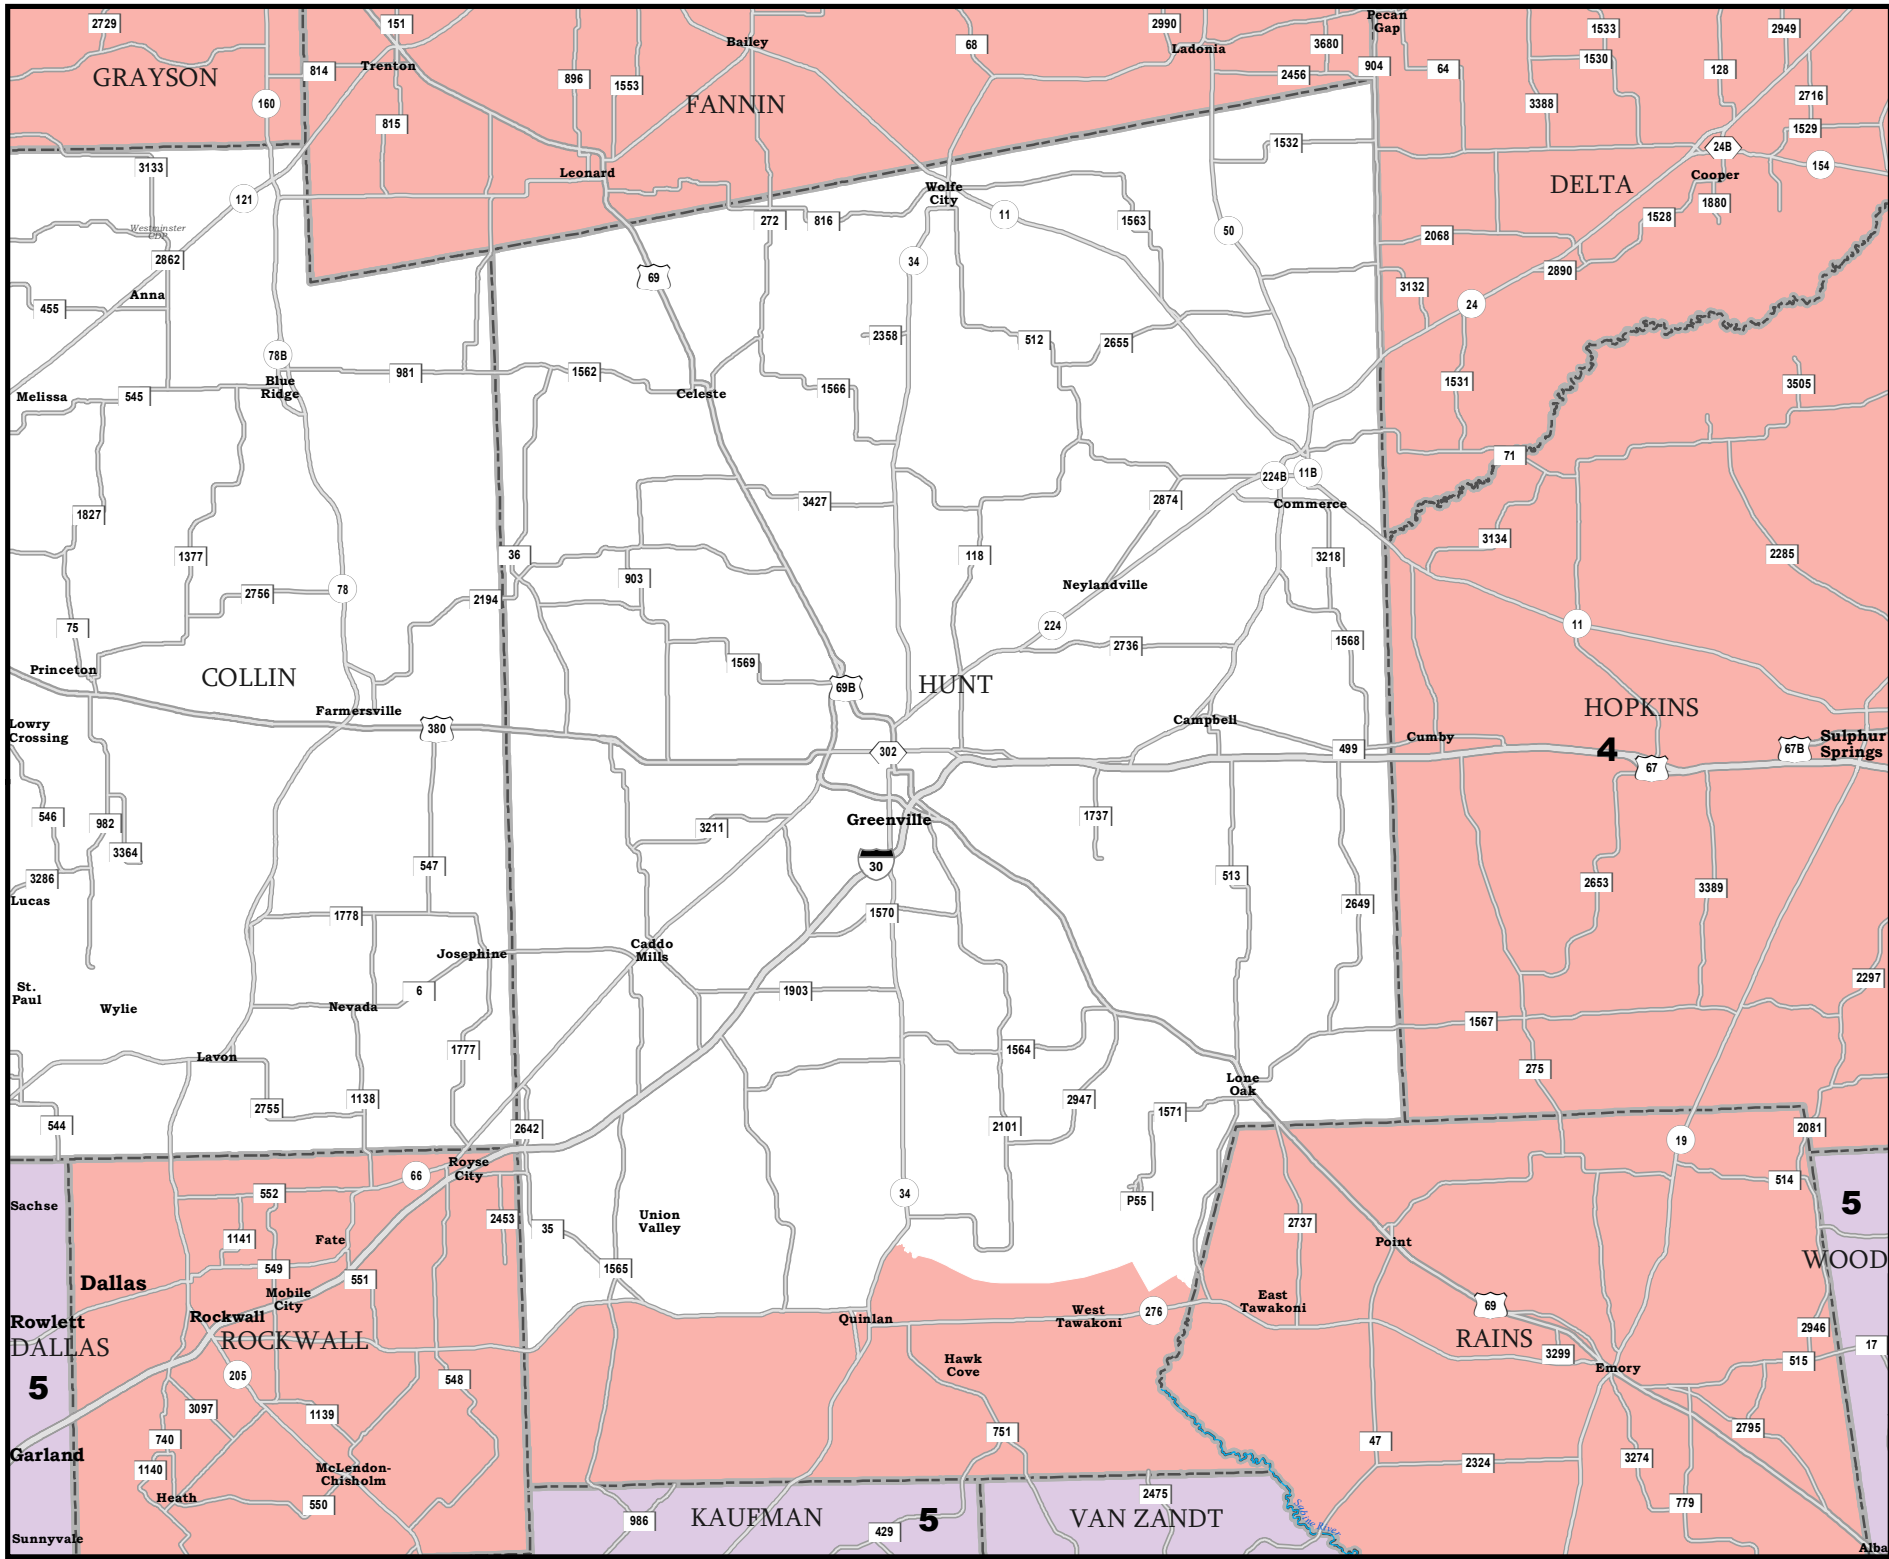 2729
151
2990
Pecan
Gap
1533
2949
Bailey
68
Ladonia
3680
GRAYSON
814
Trenton
896
1553
2456
904
64
1530
128
160
FANNIN
3388
2716
815
1532
1529
24B
3133
Leonard
154
121
Wolfe
City
DELTA
Cooper
1880
272
816
11
1563
50
1528
Westminster
CDP
2862
34
2068
69
2890
Anna
455
3132
24
2358
512
2655
78B
981
1562
1531
3505
Blue
Ridge
Melissa
545
Celeste
1566
71
224B
11B
1827
3427
2874
Commerce
1377
36
118
3218
3134
2285
903
Neylandville
2756
78
2194
75
224
11
1568
2736
Princeton
1569
COLLIN
69B
HUNT
HOPKINS
Farmersville
380
Campbell
Lowry
Crossing
302
499
Cumby
4
67
67B
Sulphur
Springs
546
982
3211
Greenville
1737
3364
547
30
513
3286
Lucas
2653
3389
1778
1570
2649
Josephine
Caddo
Mills
St.
Paul
6
1903
2297
Wylie
Nevada
1567
1777
1564
Lavon
275
Lone
Oak
2755
1138
2947
1571
544
2642
2101
2081
19
66
Royse
City
Sachse
552
34
P55
514
5
2453
35
Union
Valley
2737
1141
Fate
Point
WOOD
549
551
1565
Dallas
Mobile
City
East
Tawakoni
Rowlett
Rockwall
Quinlan
West
Tawakoni
276
69
DALLAS
ROCKWALL
RAINS
2946
17
3299
515
5
205
548
Hawk
Cove
Emory
3097
1139
740
751
47
2795
Garland
1140
McLendon-
Chisholm
2324
3274
Heath
550
2475
779
986
KAUFMAN
5
VAN ZANDT
429
Sabine River
Sunnyvale
Alba